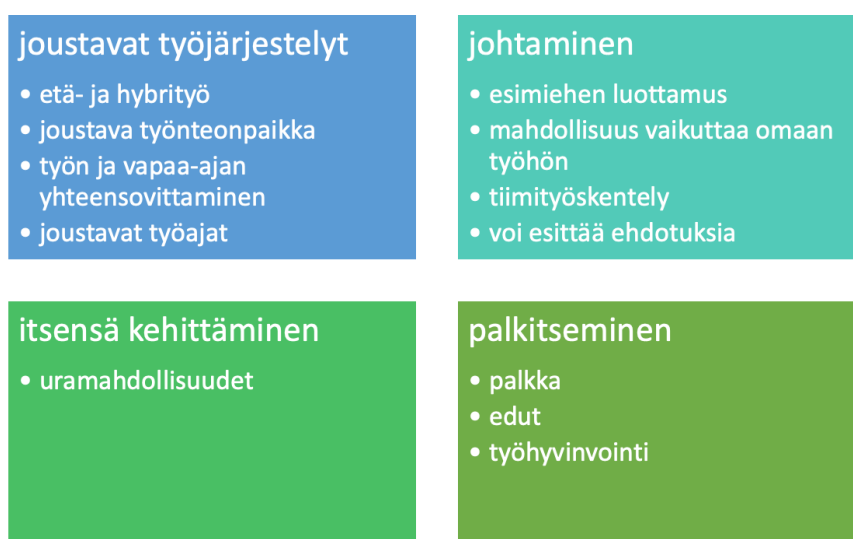 joustavat työjärjestelyt
• etä- ja hybrityö
• joustava työnteonpaikka
• työn ja vapaa-ajan
yhteensovittaminen
• joustavat työajat
johtaminen
• esimiehen luottamus
• mahdollisuus vaikuttaa omaan
työhön
• tiimityöskentely
• voi esittää ehdotuksia
itsensä kehittäminen
• uramahdollisuudet
palkitseminen
• palkka
• edut
• työhyvinvointi